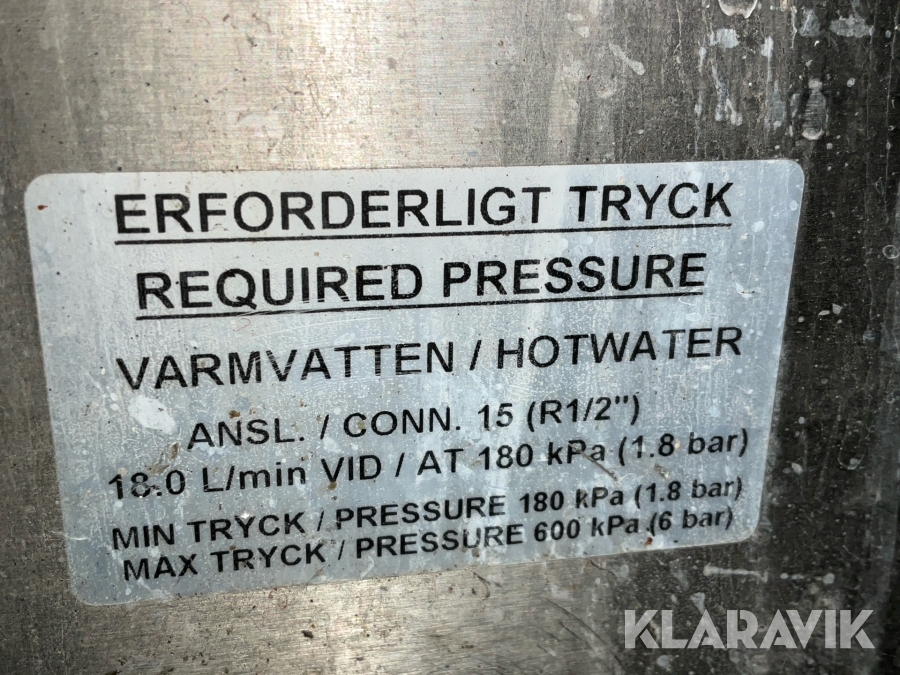 ERFORDERLIGT TRYCK
REQUIRED PRESSURE
VARMVATTEN / HOTWATER
ANSL. / CONN. 15 (R1/2")
18.0 L/min VID / AT 180 kPa (1.8 bar)
MIN TRYCK / PRESSURE 180 kPa (1.8 bar)
MAX TRYCK / PRESSURE 600 kPa (6 bar)
KLARAVIK